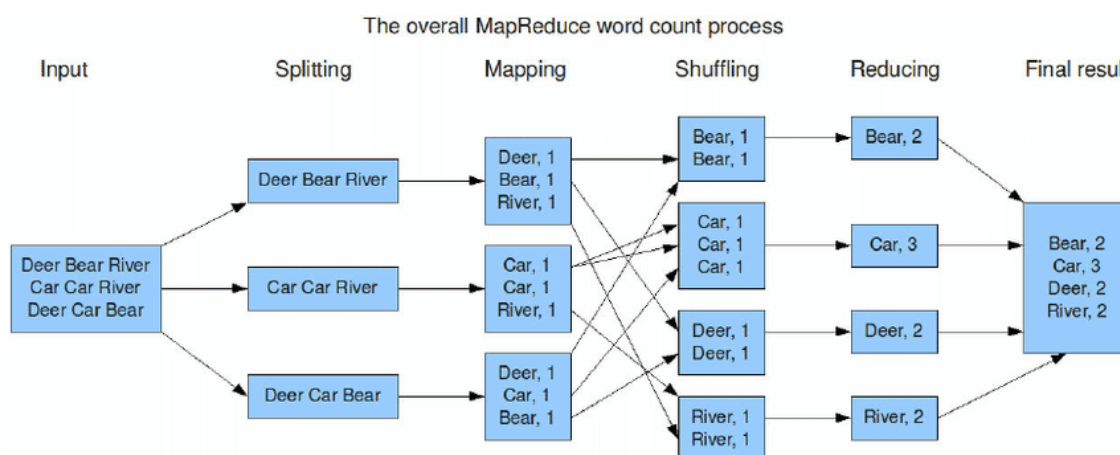 The overall MapReduce word count process
Input
Splitting
Mapping
Shuffling
Reducing
Final resul
Deer Bear River
Car Car River
Deer Car Bear
Deer Bear River
Car Car River
Deer Car Bear
Deer, 1
Bear, 1
River, 1
Car, 1
Car, 1
River, 1
Deer, 1
Car, 1
Bear, 1
Bear, 1
Bear, 1
Car, 1
Car, 1
Car, 1
Deer, 1
Deer, 1
River, 1
River, 1
Bear, 2
Car, 3
Deer, 2
River, 2
Bear, 2
Car, 3
Deer, 2
River, 2